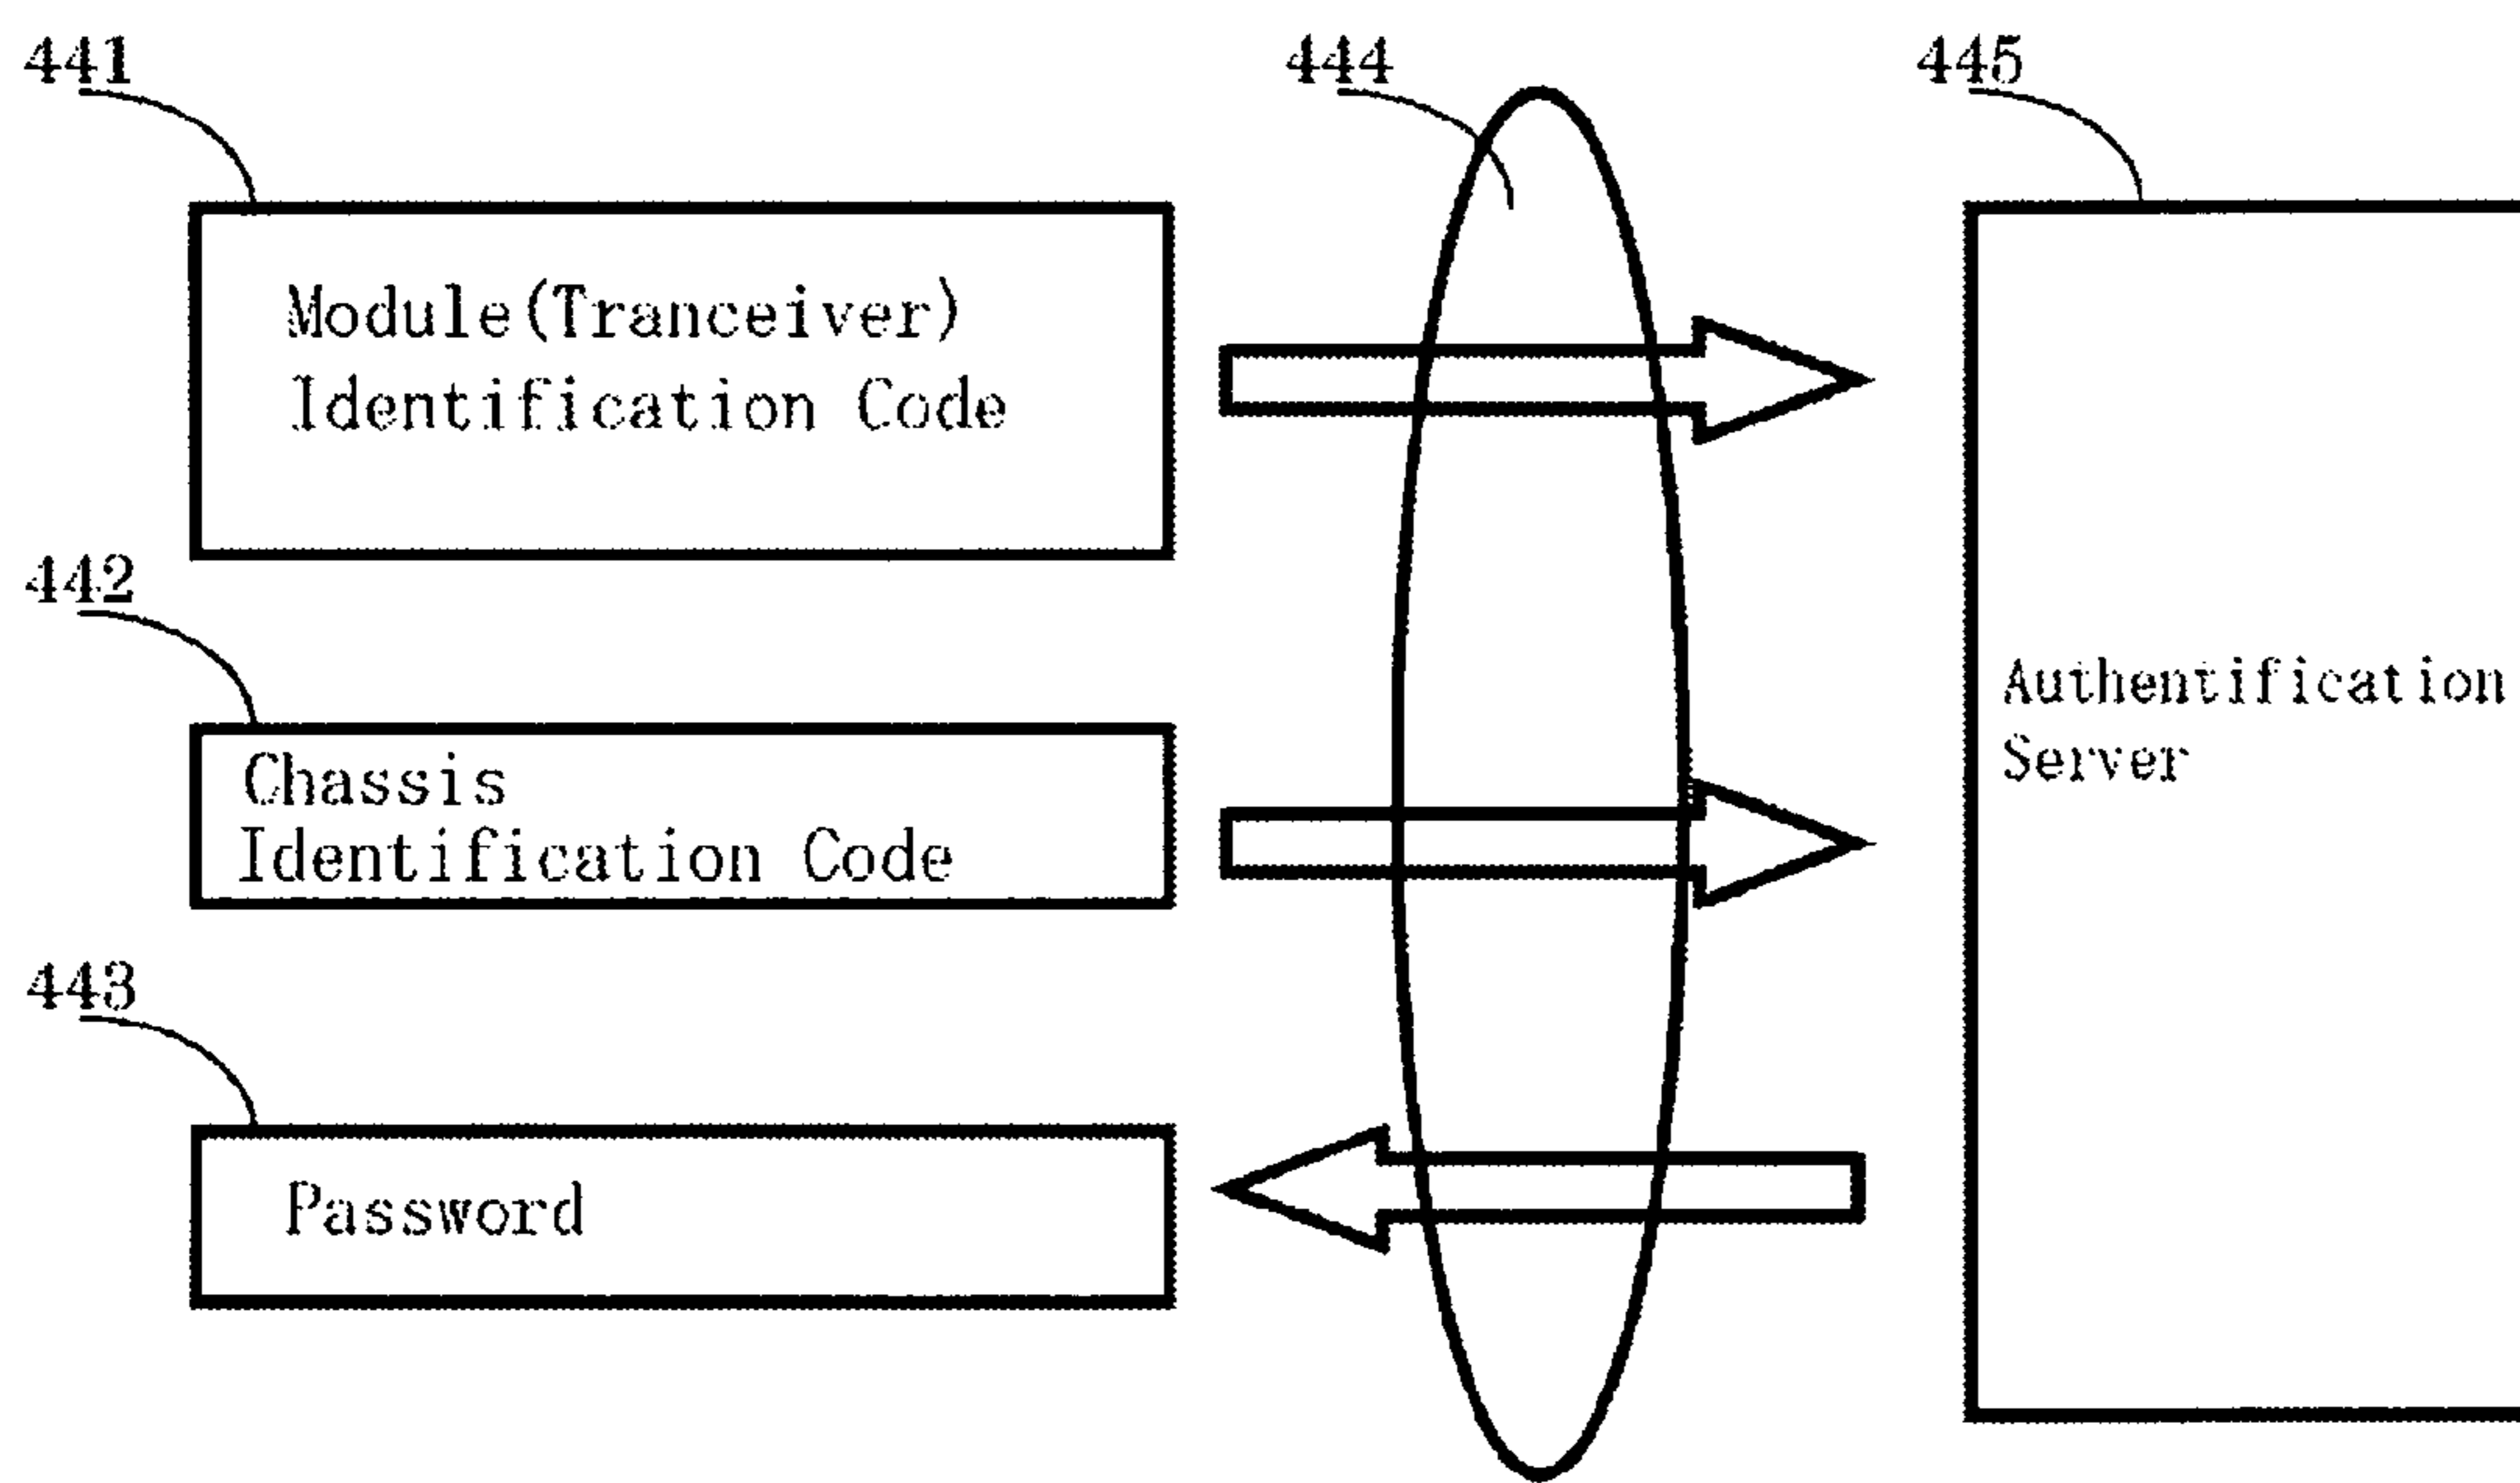 441
Module(Tranceiver)
Identification Code
442
Chassis
Identification Code
443
Password
444
445
Authentification
Server